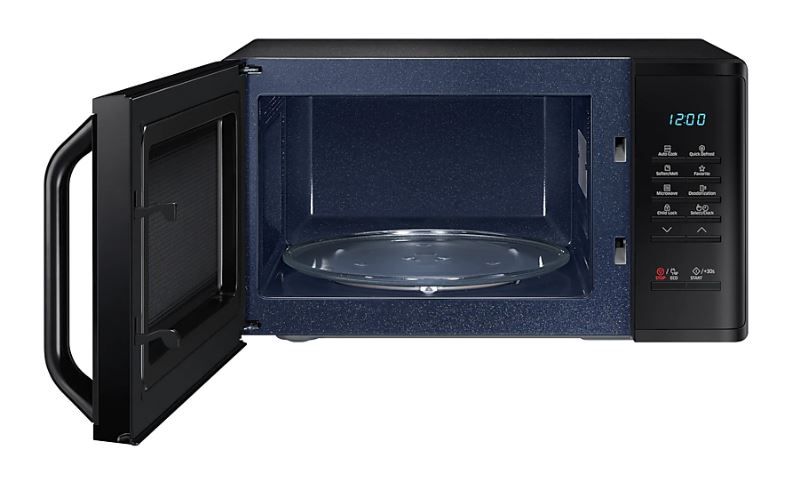 12:00
Auto Cook Quick Defrost
Soften/Melt Favorite
Microwave Deodorization
Child Lock Select/Clock
STOP / ECO /+30s
START